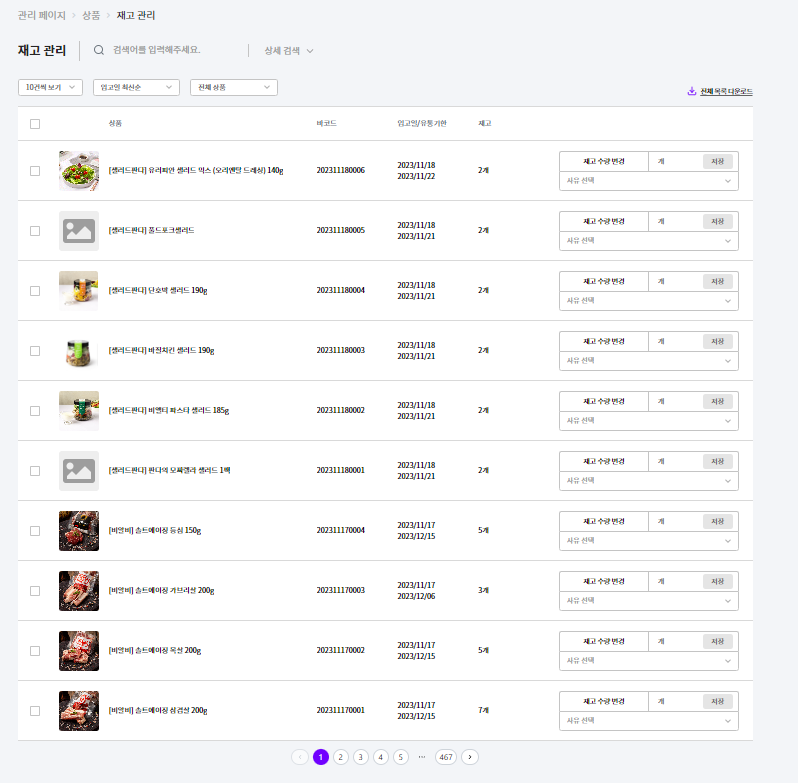 관리 페이지 > 상품 > 재고 관리
재고 관리 검색어를 입력해주세요. 상세 검색
10건씩 보기 입고일 최신순 전체 상품 전체 목록 다운로드
상품 바코드 입고일/유통기한 재고
[샐러드판다] 유러피안 샐러드 믹스 (오리엔탈 드레싱) 140g 202311180006 2023/11/18 2개 재고 수량 변경 개 저장
2023/11/22 사유 선택
[샐러드판다] 풀드포크샐러드 202311180005 2023/11/18 2개 재고 수량 변경 개 저장
2023/11/21 사유 선택
[샐러드판다] 단호박 샐러드 190g 202311180004 2023/11/18 2개 재고 수량 변경 개 저장
2023/11/21 사유 선택
[샐러드판다] 바질치킨 샐러드 190g 202311180003 2023/11/18 2개 재고 수량 변경 개 저장
2023/11/21 사유 선택
[샐러드판다] 비엘티 파스타 샐러드 185g 202311180002 2023/11/18 2개 재고 수량 변경 개 저장
2023/11/21 사유 선택
[샐러드판다] 판다의 모짜렐라 샐러드 1팩 202311180001 2023/11/18 2개 재고 수량 변경 개 저장
2023/11/21 사유 선택
[비알비] 솔트에이징 등심 150g 202311170004 2023/11/17 5개 재고 수량 변경 개 저장
2023/12/15 사유 선택
[비알비] 솔트에이징 가브리살 200g 202311170003 2023/11/17 3개 재고 수량 변경 개 저장
2023/12/06 사유 선택
[비알비] 솔트에이징 목살 200g 202311170002 2023/11/17 5개 재고 수량 변경 개 저장
2023/12/15 사유 선택
[비알비] 솔트에이징 삼겹살 200g 202311170001 2023/11/17 7개 재고 수량 변경 개 저장
2023/12/15 사유 선택
‹ 1 2 3 4 5 ··· 467 ›